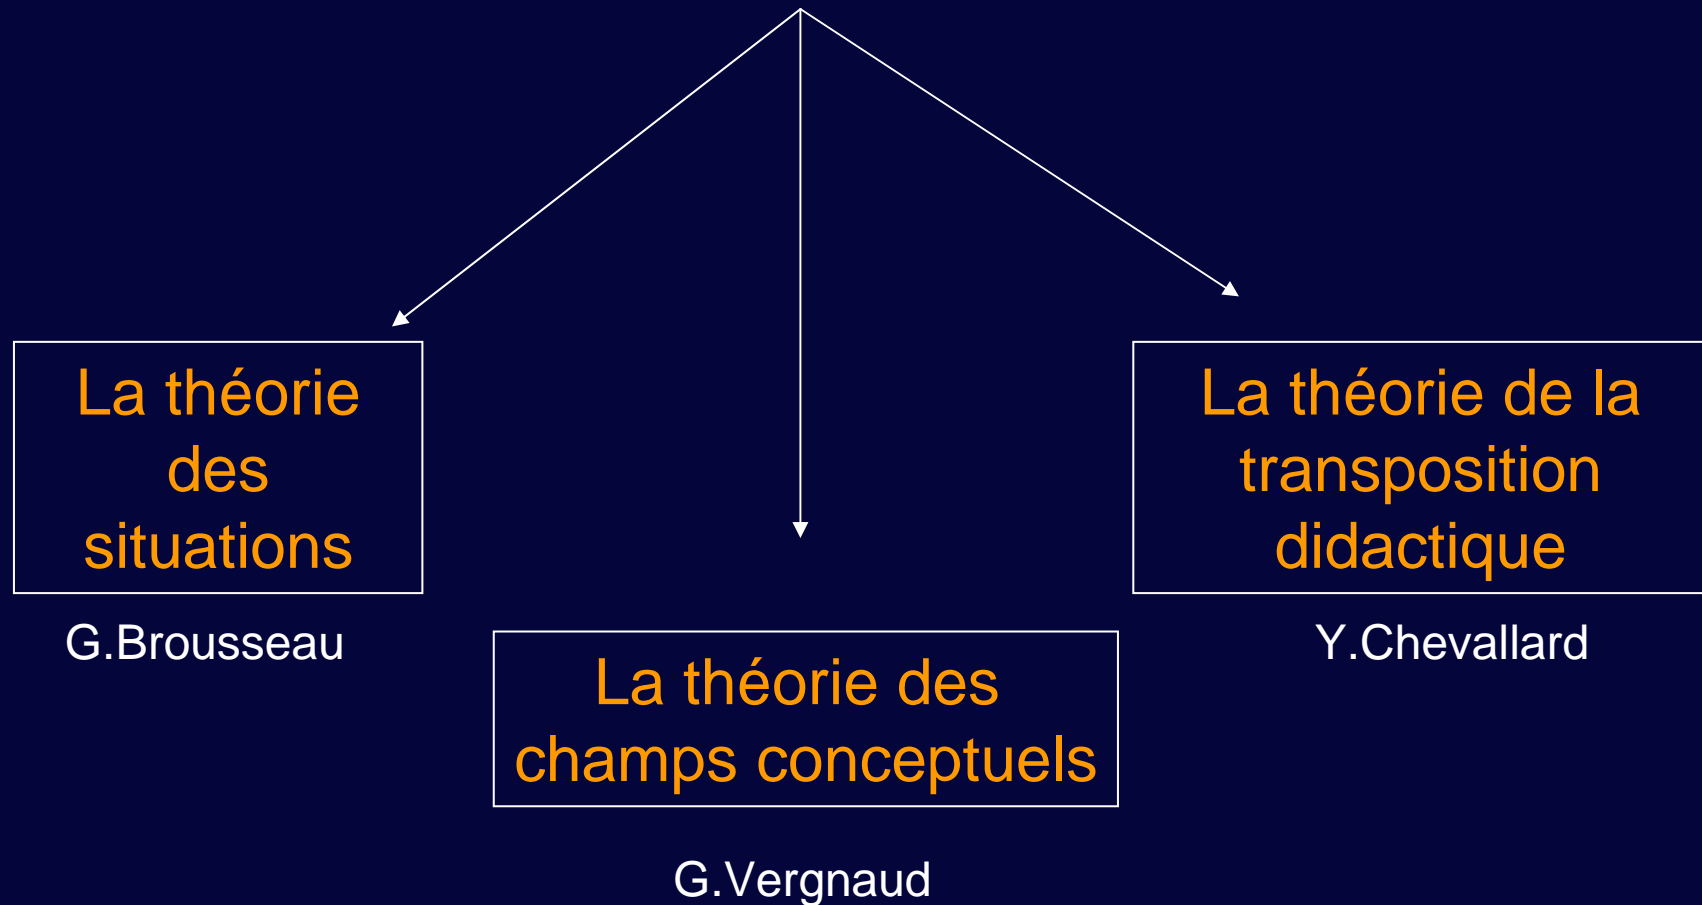 La théorie
des
situations
G.Brousseau
La théorie des
champs conceptuels
G.Vergnaud
La théorie de la
transposition
didactique
Y.Chevallard